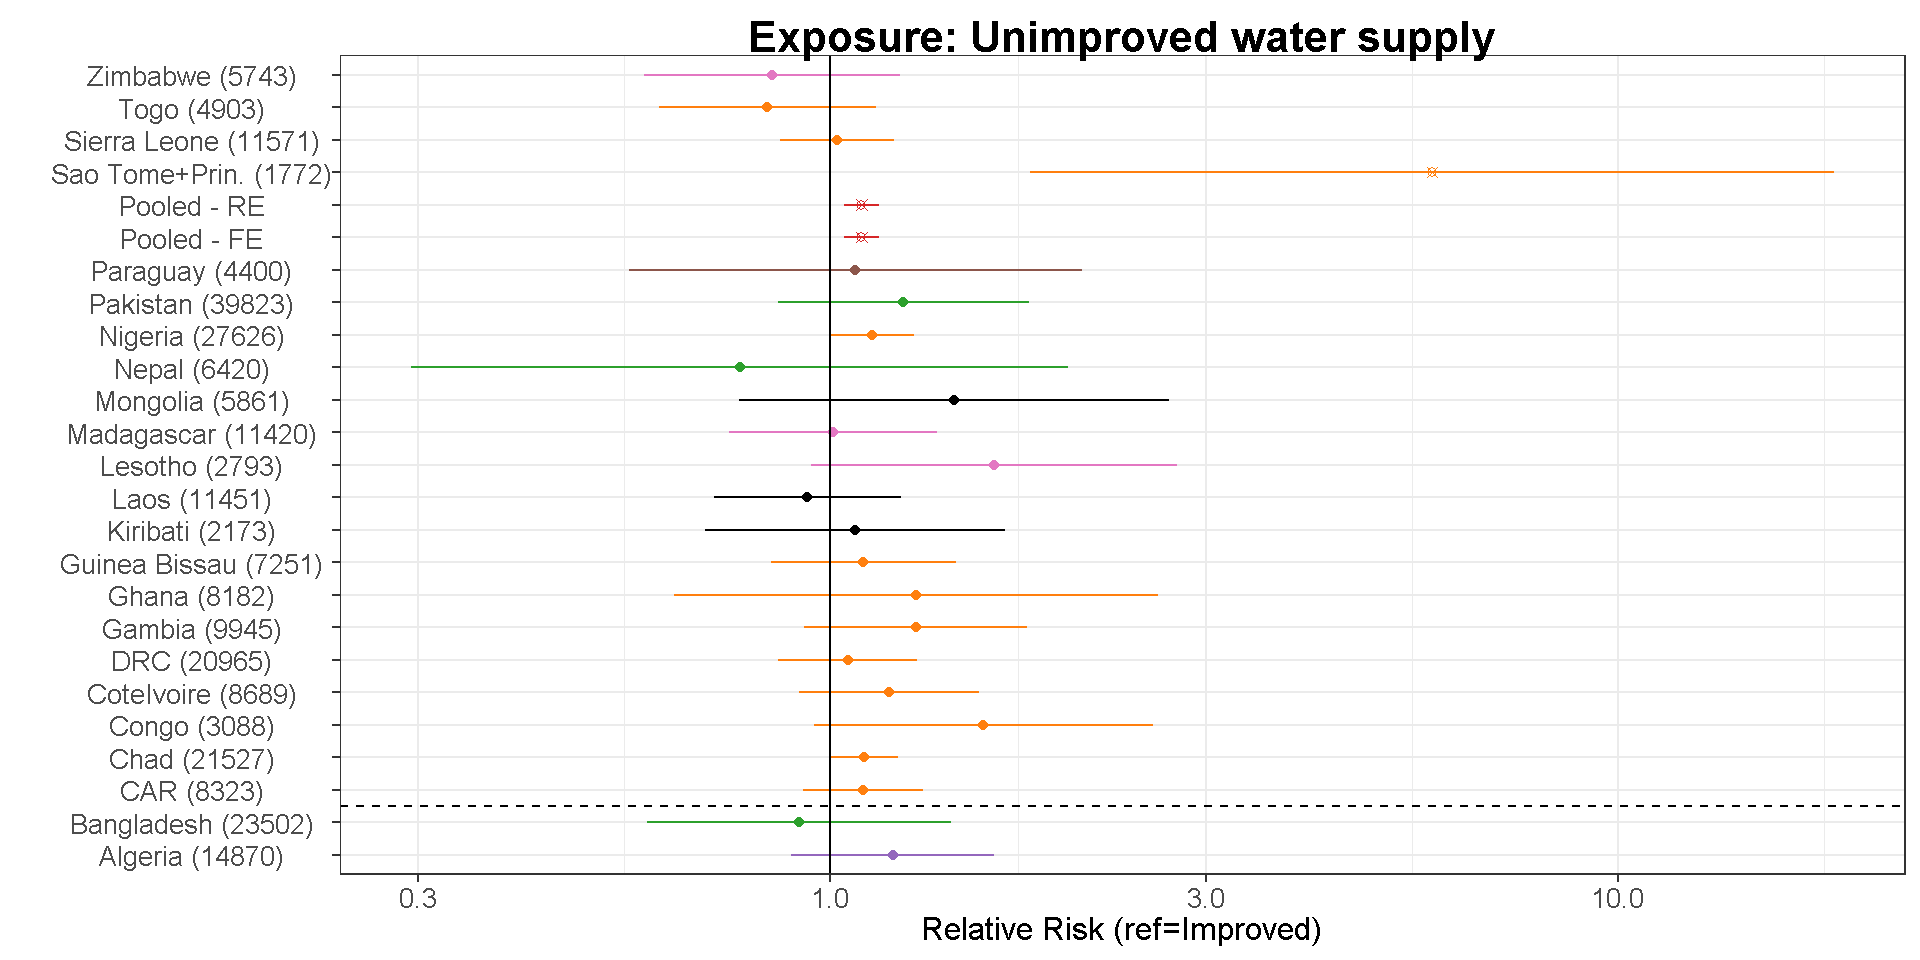 Exposure: Unimproved water supply
Zimbabwe (5743)
Togo (4903)
Sierra Leone (11571)
Sao Tome+Prin. (1772)
Pooled - RE
Pooled - FE
Paraguay (4400)
Pakistan (39823)
Nigeria (27626)
Nepal (6420)
Mongolia (5861)
Madagascar (11420)
Lesotho (2793)
Laos (11451)
Kiribati (2173)
Guinea Bissau (7251)
Ghana (8182)
Gambia (9945)
DRC (20965)
CoteIvoire (8689)
Congo (3088)
Chad (21527)
CAR (8323)
Bangladesh (23502)
Algeria (14870)
0.3 1.0 3.0 10.0
Relative Risk (ref=Improved)